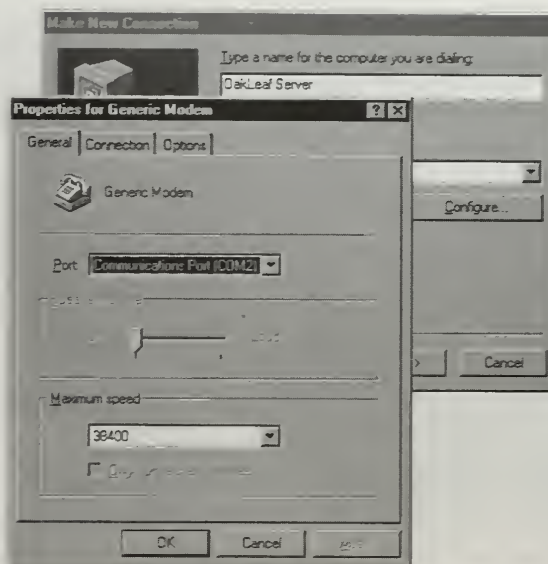 Make New Connection
Type a name for the computer you are dialing:
OakLeaf Server
Configure...
Cancel
Properties for Generic Modem
General
Connection
Options
Generic Modem
Port:
Communications Port (COM2)
Maximum speed
38400
OK
Cancel